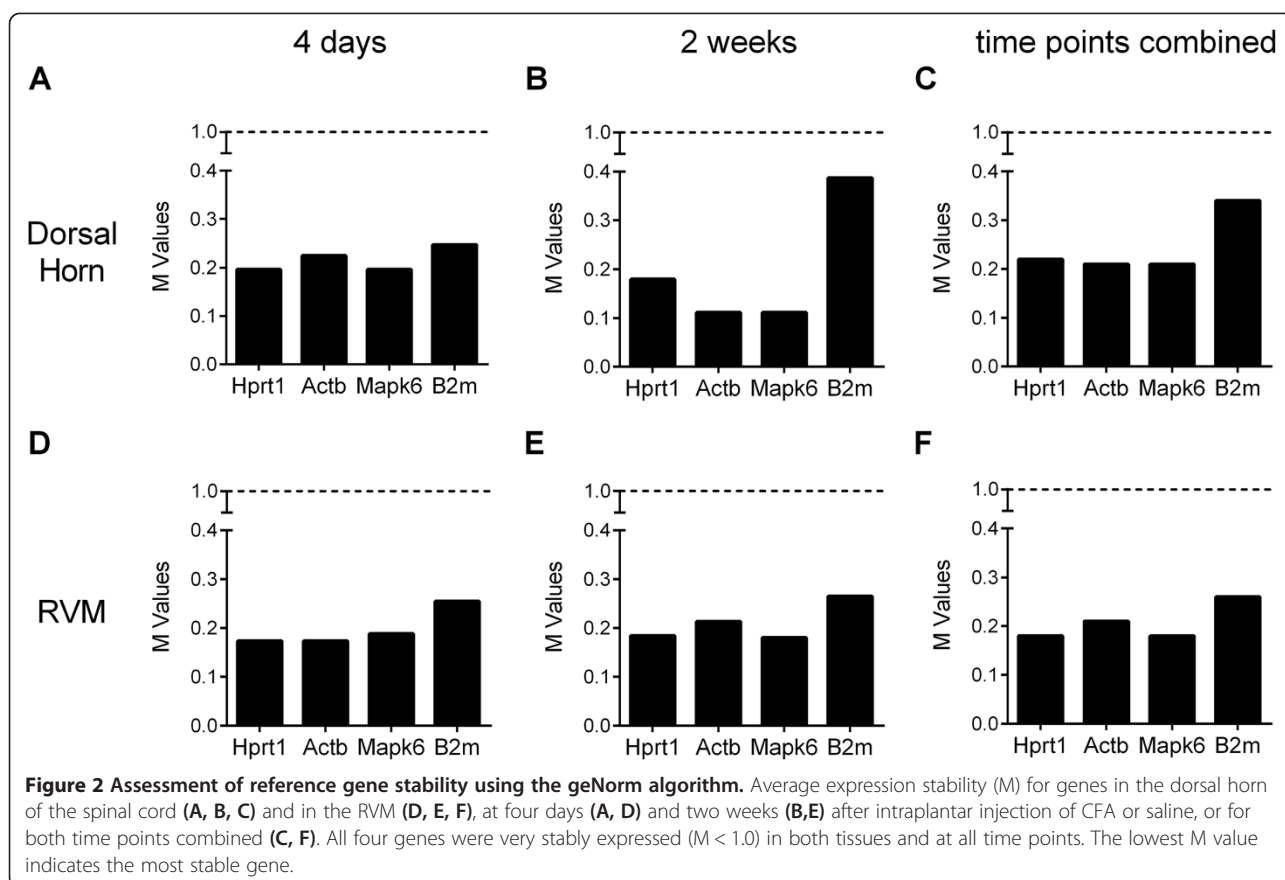 4 days 2 weeks time points combined
A B C
Dorsal
Horn
M Values
1.0
0.4
0.3
0.2
0.1
0.0
Hprt1 Actb Mapk6 B2m
M Values
1.0
0.4
0.3
0.2
0.1
0.0
Hprt1 Actb Mapk6 B2m
M Values
1.0
0.4
0.3
0.2
0.1
0.0
Hprt1 Actb Mapk6 B2m
D E F
RVM
M Values
1.0
0.4
0.3
0.2
0.1
0.0
Hprt1 Actb Mapk6 B2m
M Values
1.0
0.4
0.3
0.2
0.1
0.0
Hprt1 Actb Mapk6 B2m
M Values
1.0
0.4
0.3
0.2
0.1
0.0
Hprt1 Actb Mapk6 B2m
Figure 2 Assessment of reference gene stability using the geNorm algorithm. Average expression stability (M) for genes in the dorsal horn
of the spinal cord (A, B, C) and in the RVM (D, E, F), at four days (A, D) and two weeks (B,E) after intraplantar injection of CFA or saline, or for
both time points combined (C, F). All four genes were very stably expressed (M < 1.0) in both tissues and at all time points. The lowest M value
indicates the most stable gene.